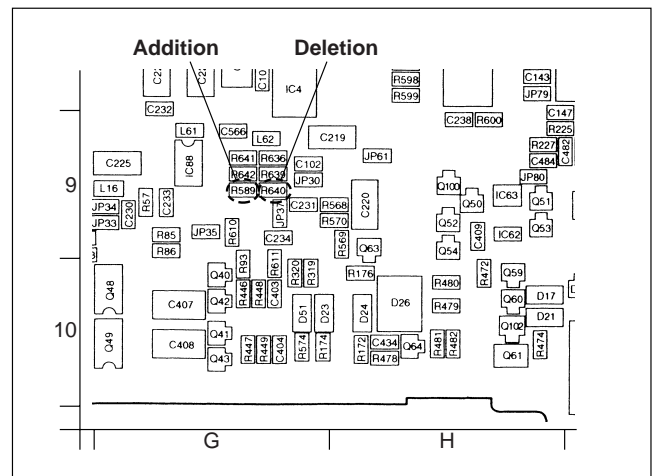 Addition Deletion
C22 C10 IC4 R598 C143
R599 JP79
C232 C147
C238 R600 R225
L61 C566 L62 C219 R227 C482
IC88 R641 R636 C102 JP61 C484
C225 R642 R639 JP30 JP80
9 L16 R589 R640 C220 Q100 IC63 Q51
JP34 C230 R57 C233 JP37 C231 R568 Q50
JP33 R610 R570 Q52 Q53
R85 JP35 C234 R569 Q63 C409 IC62
R86 Q54
R93 R611 R320 R319 R176 R472 Q59
Q48 Q40 R446 R448 C403 R480
C407 Q42 D51 D23 D24 D26 R479 Q60 D17
10 Q49 Q41 Q102 D21
C408 R447 R449 C404 R574 R174 R172 C434 Q64 R481 R482 R474
Q43 R478 Q61
G H